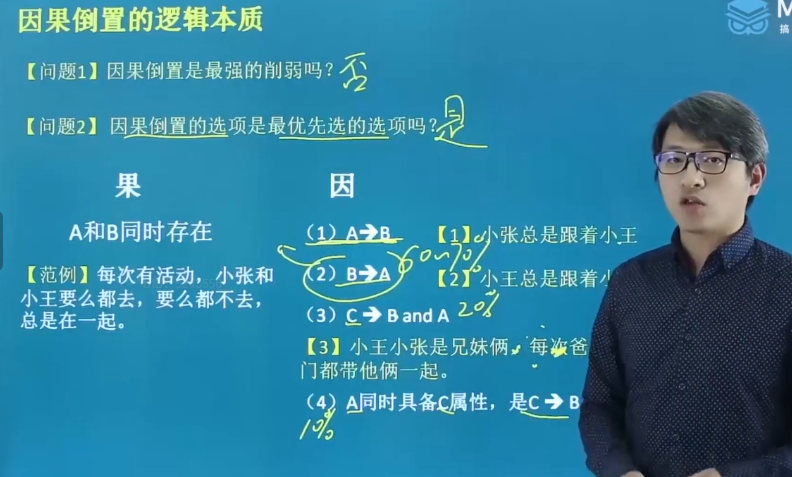 因果倒置的逻辑本质
M
搞
【问题1】因果倒置是最强的削弱吗？否
【问题2】因果倒置的选项是最优先选的选项吗？是
果 因
A和B同时存在
【范例】每次有活动，小张和
小王要么都去，要么都不去，
总是在一起。
（1）A➔B 【1】小张总是跟着小王
（2）B➔A 60~70% 【2】小王总是跟着小
（3）C ➔ B and A 20%
【3】小王小张是兄妹俩，每次爸
门都带他俩一起。
（4）A同时具备C属性，是C ➔ B
10%